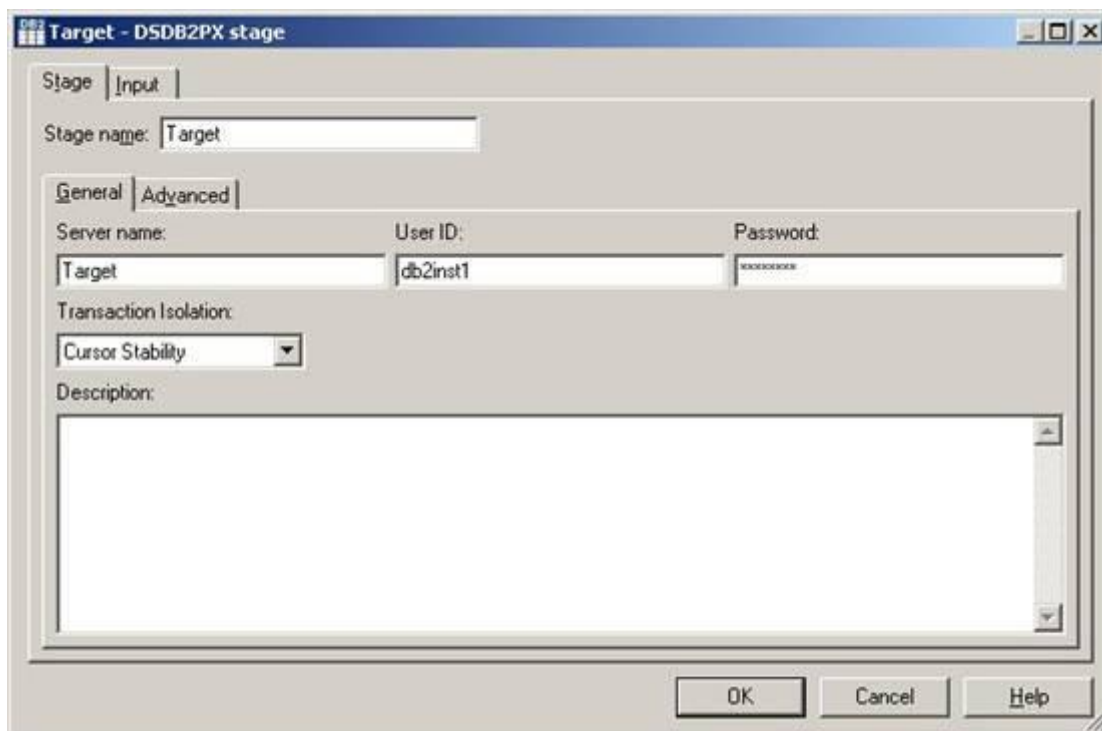 DB2
Target - DSDB2PX stage
Stage Input
Stage name: Target
General Advanced
Server name: User ID: Password:
Target db2inst1 ********
Transaction Isolation:
Cursor Stability
Description:
OK Cancel Help